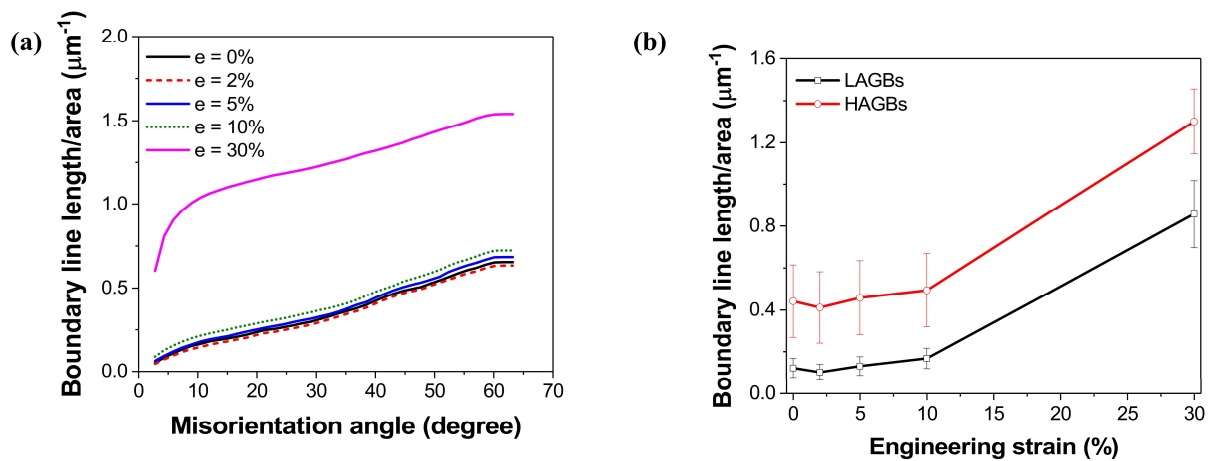 (a)
Boundary line length/area (μm⁻¹)
2.0
1.5
1.0
0.5
0.0
e = 0%
e = 2%
e = 5%
e = 10%
e = 30%
0 10 20 30 40 50 60 70
Misorientation angle (degree)
(b)
Boundary line length/area (μm⁻¹)
1.6
1.2
0.8
0.4
0.0
LAGBs
HAGBs
0 5 10 15 20 25 30
Engineering strain (%)